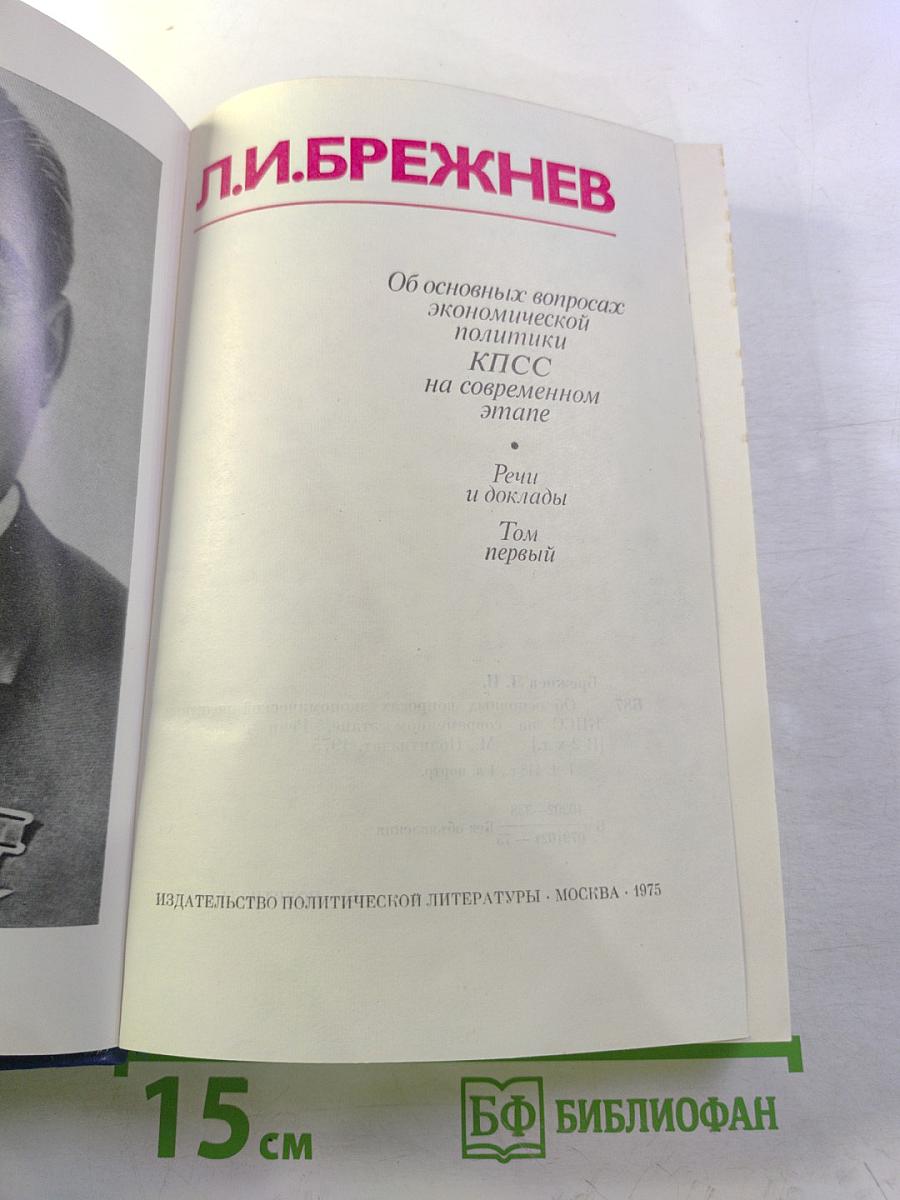 Л.И.БРЕЖНЕВ
Об основных вопросах
экономической
политики
КПСС
на современном
этапе
•
Речи
и доклады
Том
первый
ИЗДАТЕЛЬСТВО ПОЛИТИЧЕСКОЙ ЛИТЕРАТУРЫ · МОСКВА · 1975
15 см
БФ БИБЛИОФАН